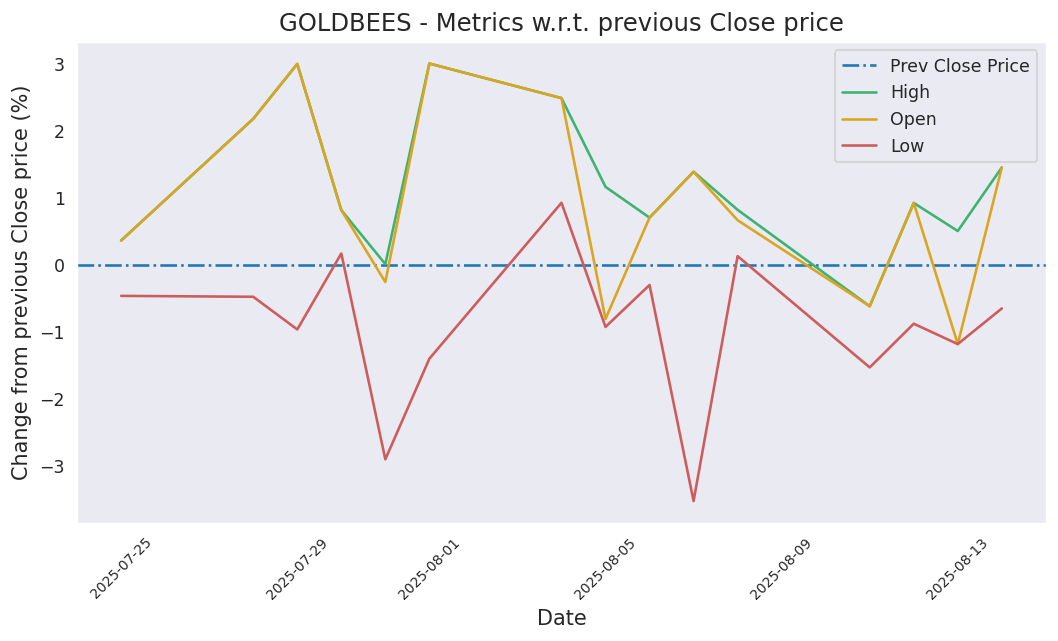 GOLDBEES - Metrics w.r.t. previous Close price
Change from previous Close price (%)
3
2
1
0
−1
−2
−3
Prev Close Price
High
Open
Low
2025-07-25
2025-07-29
2025-08-01
2025-08-05
2025-08-09
2025-08-13
Date